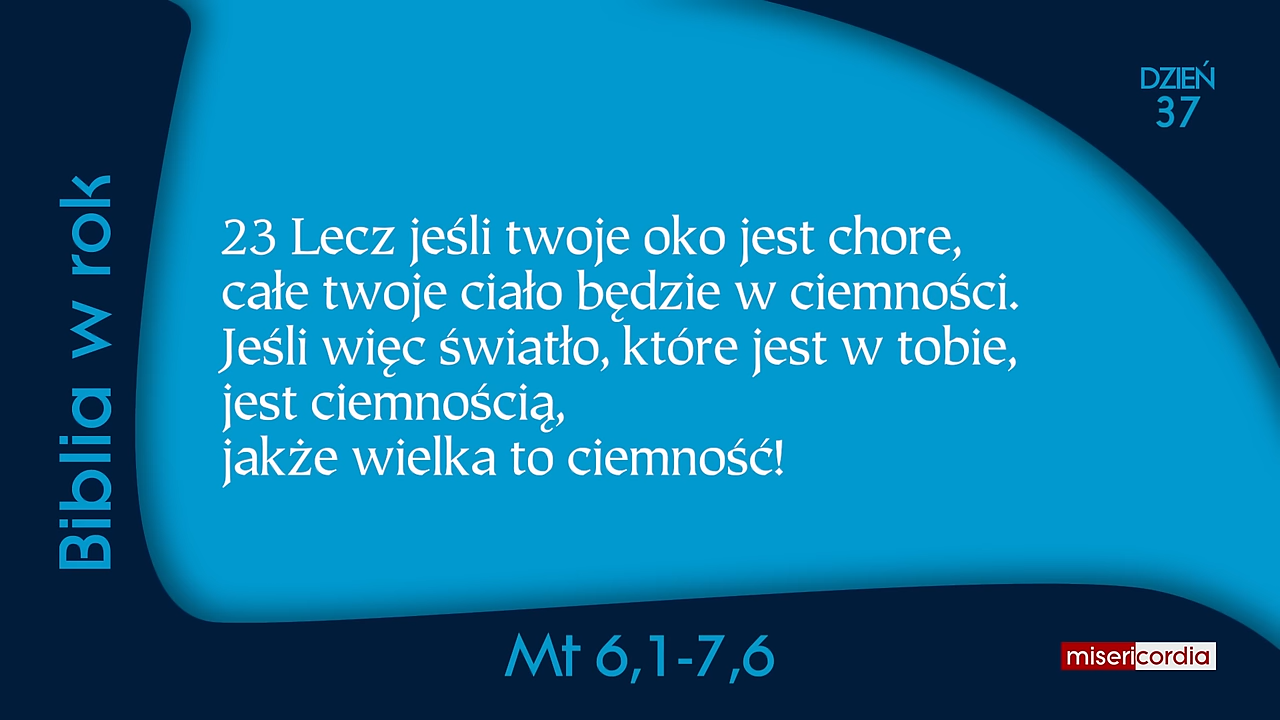 DZIEŃ
37
Biblia w rok
23 Lecz jeśli twoje oko jest chore,
całe twoje ciało będzie w ciemności.
Jeśli więc światło, które jest w tobie,
jest ciemnością,
jakże wielka to ciemność!
Mt 6,1-7,6
misericordia